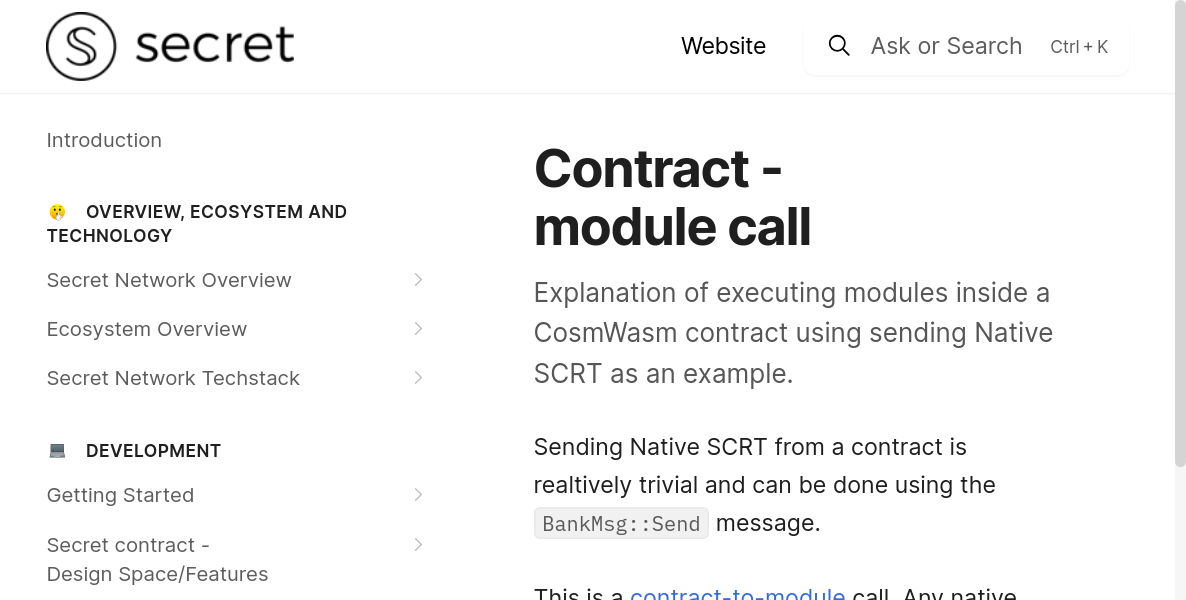 secret
Website
Ask or Search
Ctrl + K
Introduction
OVERVIEW, ECOSYSTEM AND
TECHNOLOGY
Secret Network Overview
Ecosystem Overview
Secret Network Techstack
DEVELOPMENT
Getting Started
Secret contract -
Design Space/Features
Contract -
module call
Explanation of executing modules inside a
CosmWasm contract using sending Native
SCRT as an example.
Sending Native SCRT from a contract is
realtively trivial and can be done using the
BankMsg::Send message.
This is a contract-to-module call. Any native